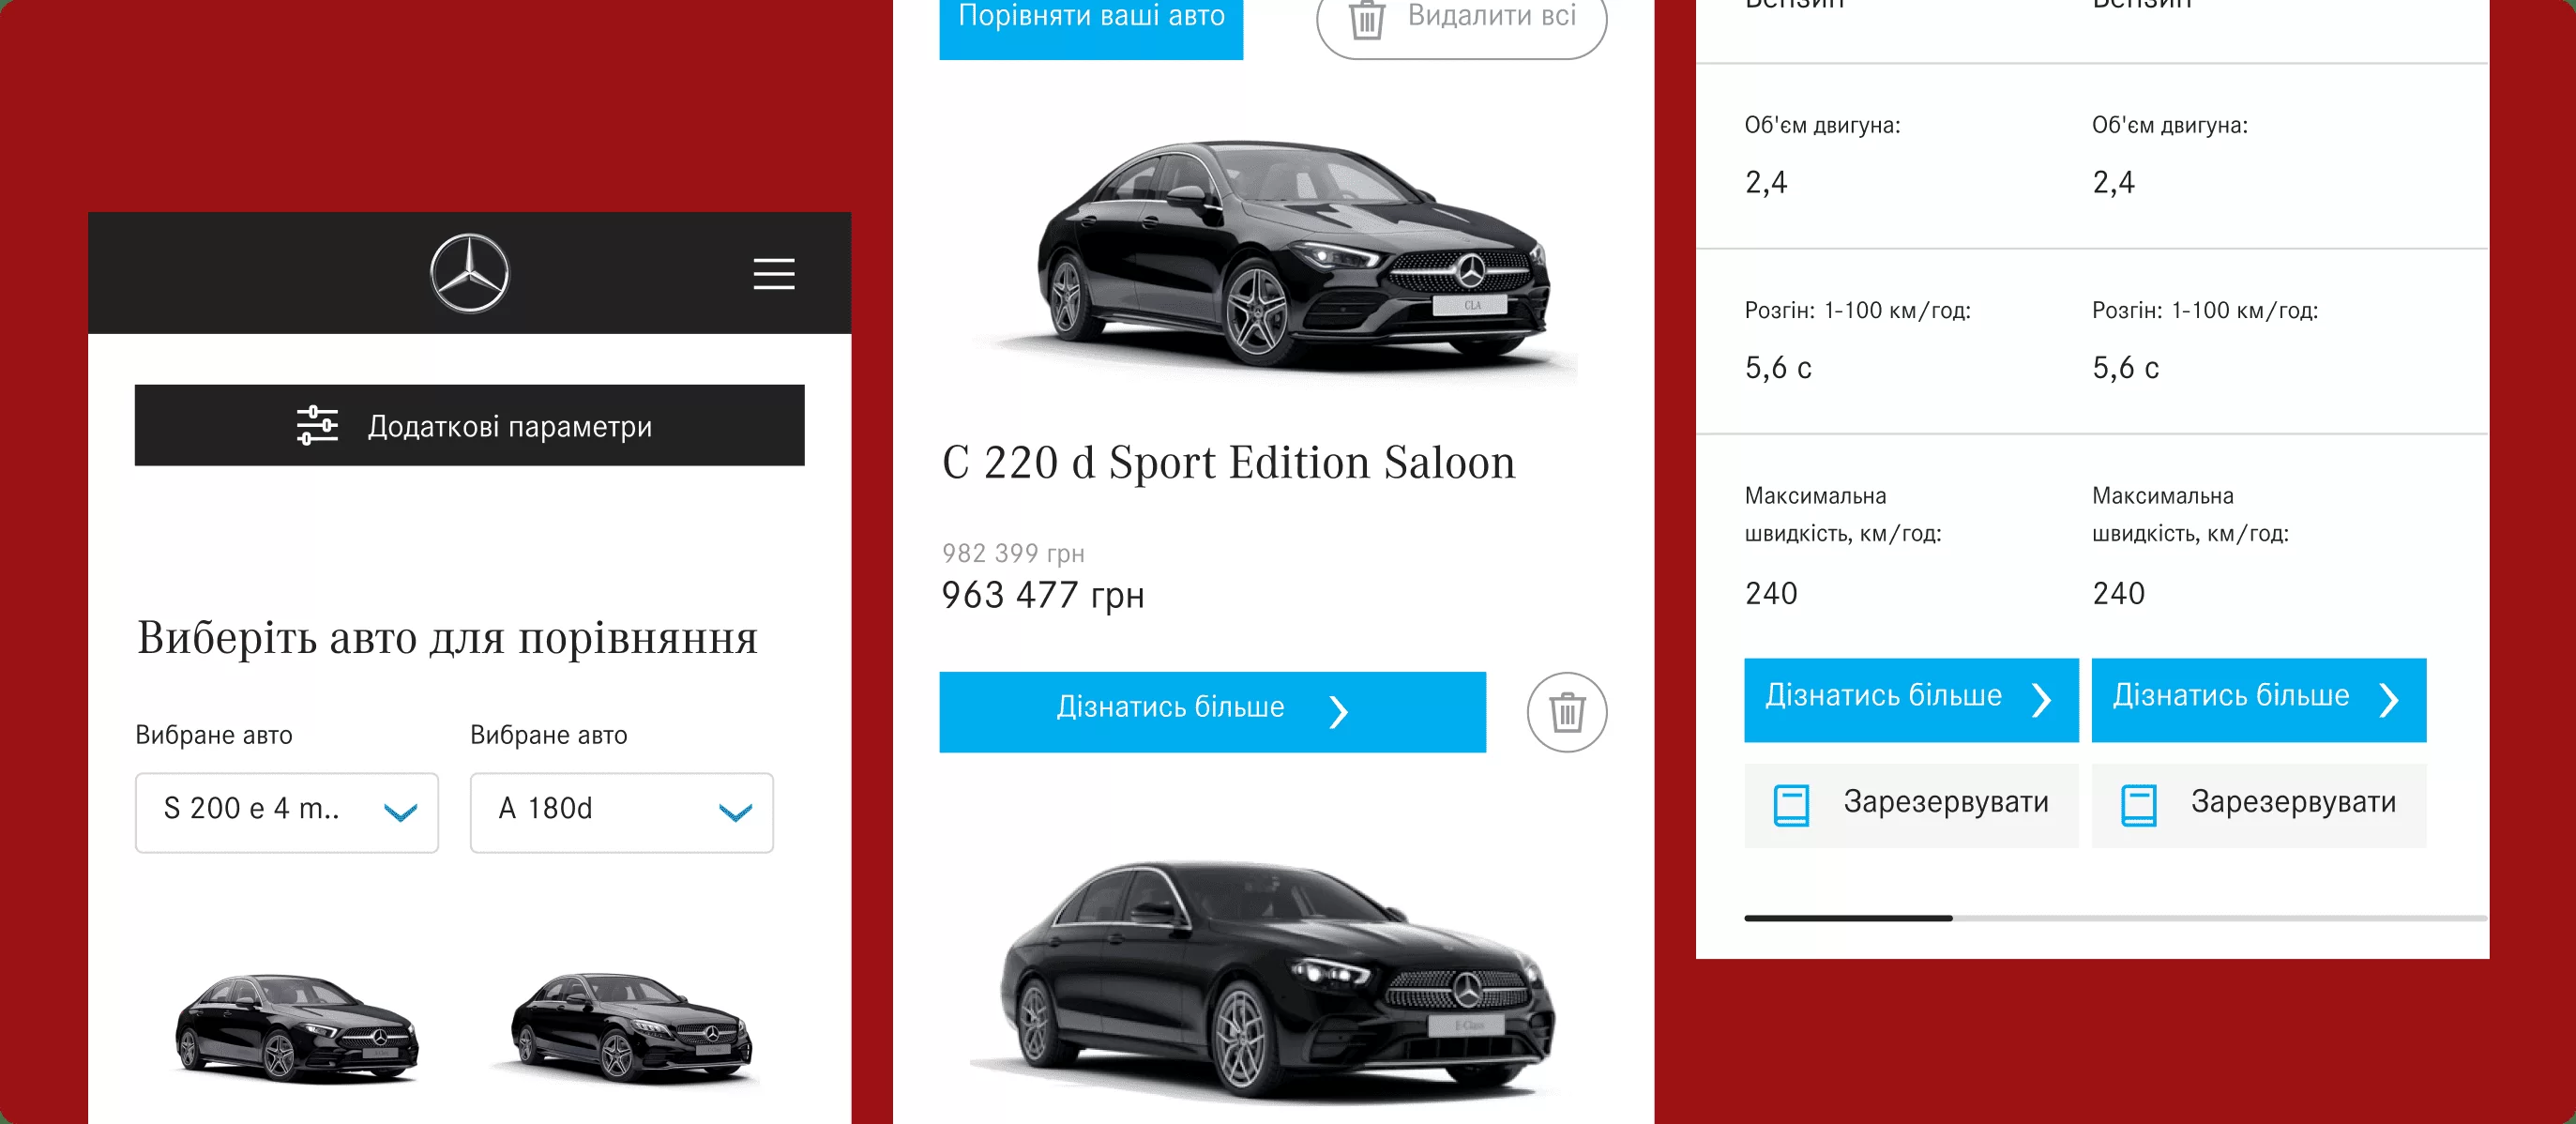 Додаткові параметри
Виберіть авто для порівняння
Вибране авто
Вибране авто
S 200 e 4 m..
A 180d
Порівняти ваші авто
Видалити всі
CLA
C 220 d Sport Edition Saloon
982 399 грн
963 477 грн
Дізнатись більше
E-Class
Бензин
Бензин
Об'єм двигуна:
Об'єм двигуна:
2,4
2,4
Розгін: 1-100 км/год:
Розгін: 1-100 км/год:
5,6 с
5,6 с
Максимальна
швидкість, км/год:
Максимальна
швидкість, км/год:
240
240
Дізнатись більше
Дізнатись більше
Зарезервувати
Зарезервувати